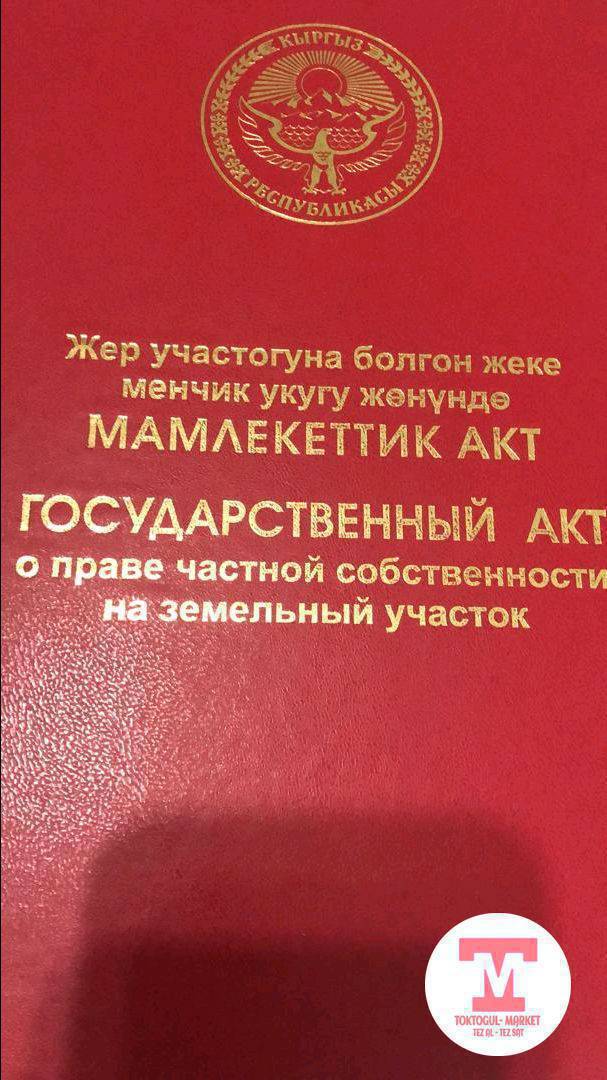 КЫРГЫЗ
РЕСПУБЛИКАСЫ
Жер участогуна болгон жеке
менчик укугу жөнүндө
МАМЛЕКЕТТИК АКТ
ГОСУДАРСТВЕННЫЙ АКТ
о праве частной собственности
на земельный участок
TM
TOKTOGUL- MARKET
TEZ AL - TEZ SAT